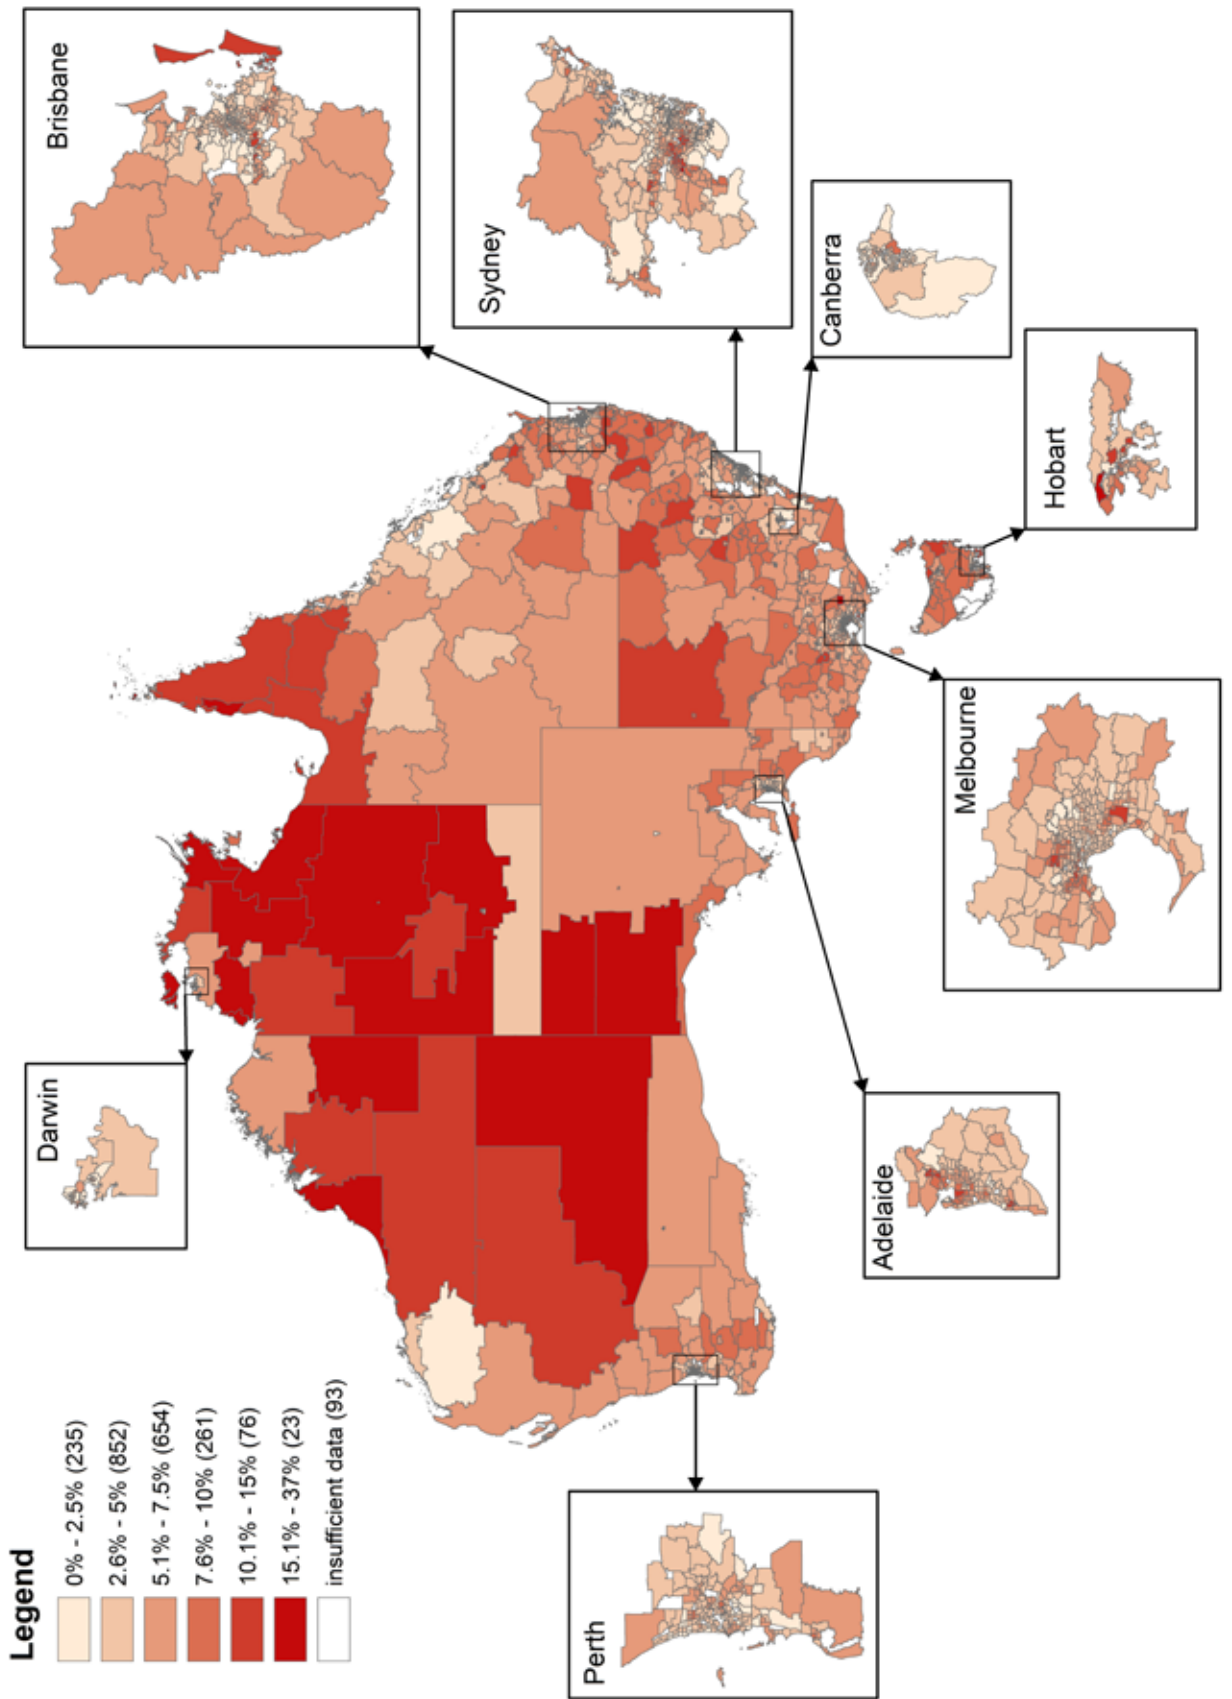 Legend
0% - 2.5% (235)
2.6% - 5% (852)
5.1% - 7.5% (654)
7.6% - 10% (261)
10.1% - 15% (76)
15.1% - 37% (23)
insufficient data (93)
Darwin
Brisbane
Sydney
Canberra
Hobart
Melbourne
Adelaide
Perth